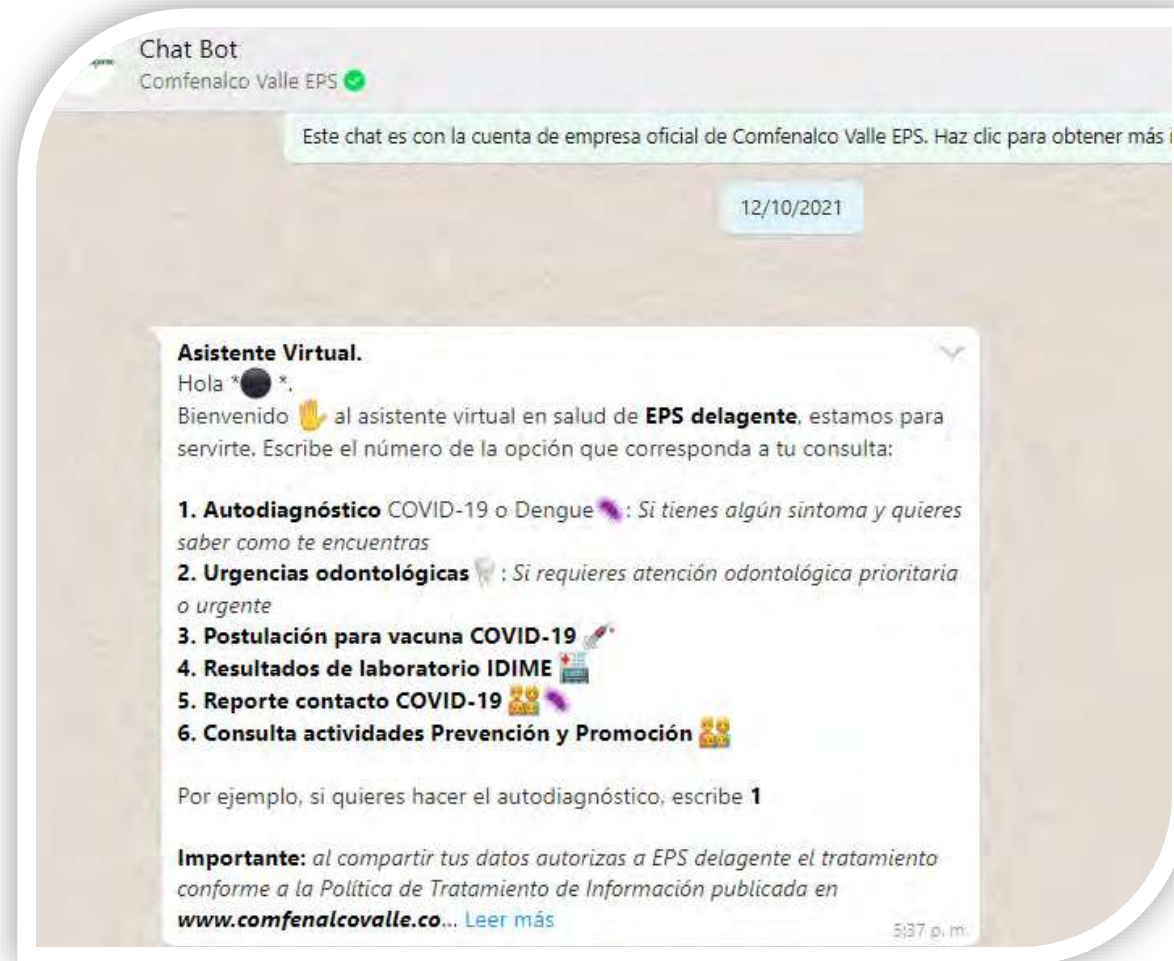 Chat Bot
Comfenalco Valle EPS
Este chat es con la cuenta de empresa oficial de Comfenalco Valle EPS. Haz clic para obtener más
12/10/2021
Asistente Virtual.
Hola *⚫ *.
Bienvenido ✋ al asistente virtual en salud de EPS delagente, estamos para
servirte. Escribe el número de la opción que corresponda a tu consulta:
1. Autodiagnóstico COVID-19 o Dengue🦠: Si tienes algún sintoma y quieres
saber como te encuentras
2. Urgencias odontológicas🦷 : Si requieres atención odontológica prioritaria
o urgente
3. Postulación para vacuna COVID-19 💉
4. Resultados de laboratorio IDIME 🏥
5. Reporte contacto COVID-19 👨‍👩‍👧‍👦🦠
6. Consulta actividades Prevención y Promoción 👨‍👩‍👧‍👦
Por ejemplo, si quieres hacer el autodiagnóstico, escribe 1
Importante: al compartir tus datos autorizas a EPS delagente el tratamiento
conforme a la Política de Tratamiento de Información publicada en
www.comfenalcovalle.co... Leer más
5:37 p. m.